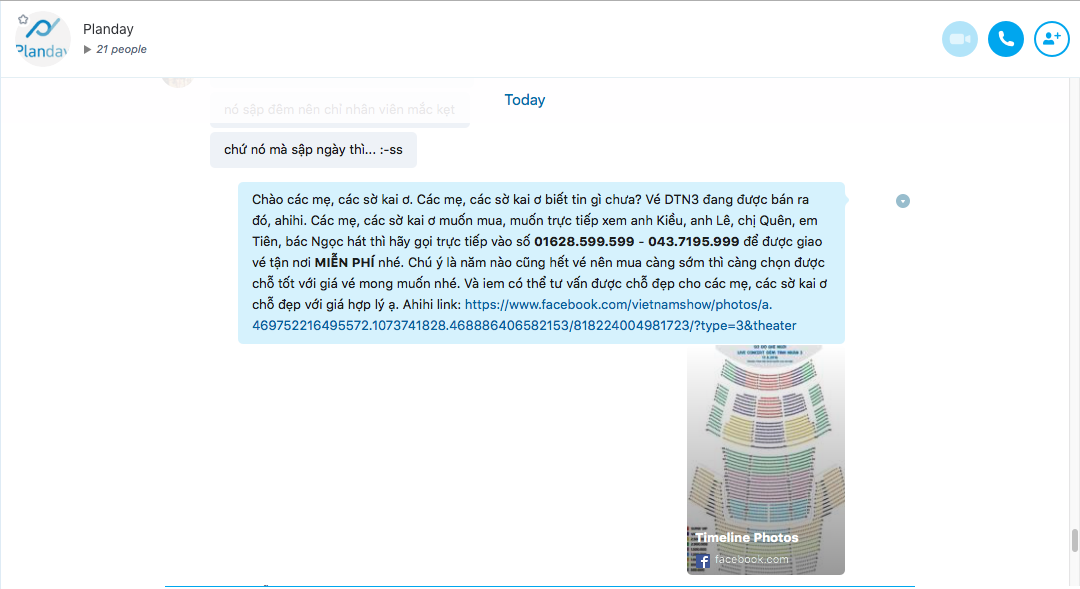 Planday
Planday
21 people
Today
nó sập đêm nên chỉ nhân viên mắc kẹt
chứ nó mà sập ngày thì... :-ss
Chào các mẹ, các sờ kai ơ. Các mẹ, các sờ kai ơ biết tin gì chưa? Vé DTN3 đang được bán ra
đó, ahihi. Các mẹ, các sờ kai ơ muốn mua, muốn trực tiếp xem anh Kiều, anh Lê, chị Quên, em
Tiên, bác Ngọc hát thì hãy gọi trực tiếp vào số 01628.599.599 - 043.7195.999 để được giao
vé tận nơi MIỄN PHÍ nhé. Chú ý là năm nào cũng hết vé nên mua càng sớm thì càng chọn được
chỗ tốt với giá vé mong muốn nhé. Và iem có thể tư vấn được chỗ đẹp cho các mẹ, các sờ kai ơ
chỗ đẹp với giá hợp lý ạ. Ahihi link: https://www.facebook.com/vietnamshow/photos/a.
469752216495572.1073741828.468886406582153/818224004981723/?type=3&theater
Timeline Photos
facebook.com